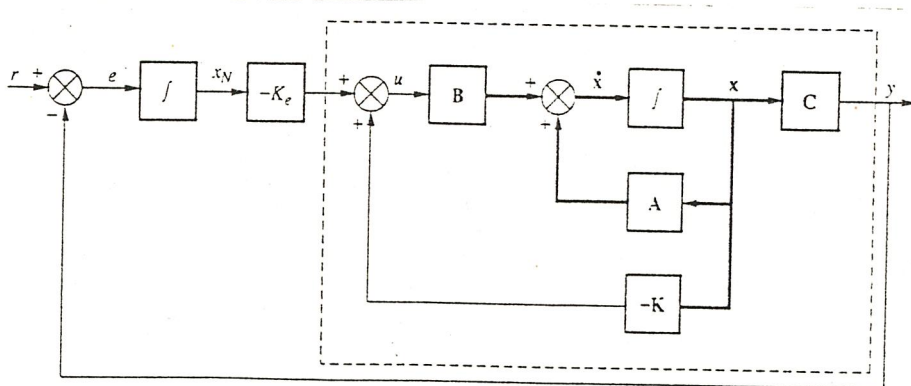 r + e ∫ x_N −K_e + u B + ẋ ∫ x C y
− + +
A
−K